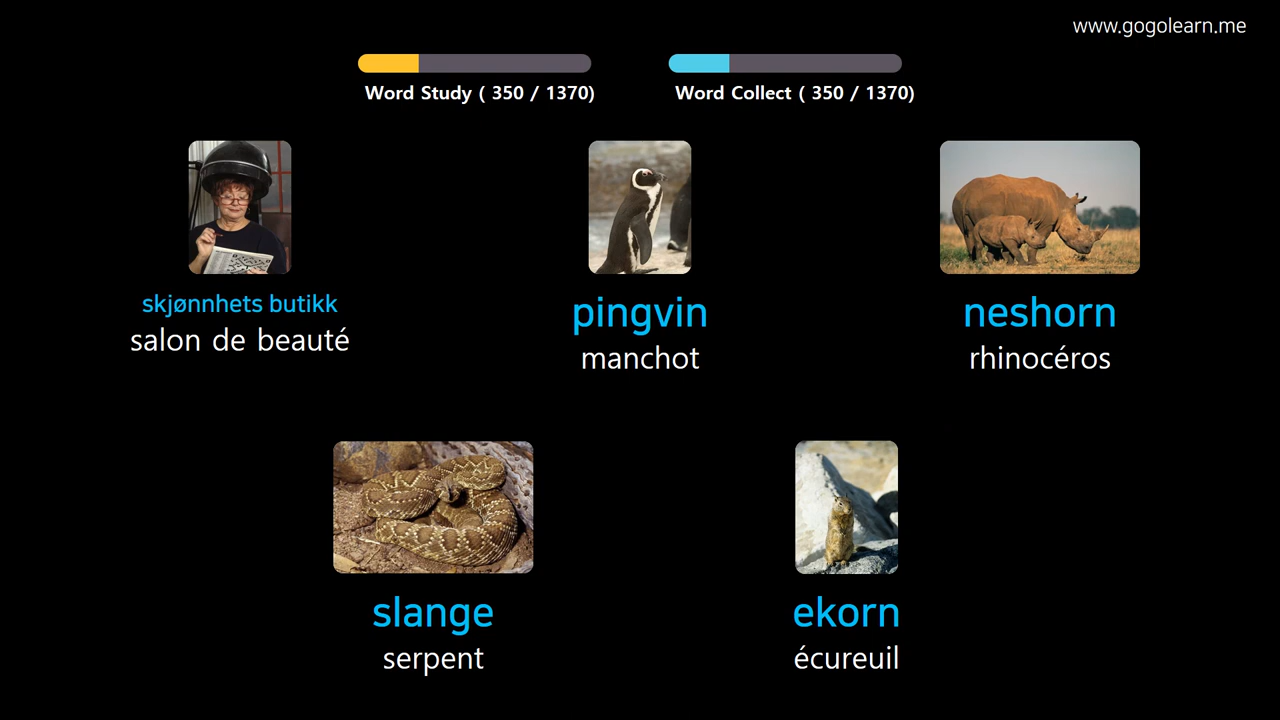 www.gogolearn.me
Word Study ( 350 / 1370)
Word Collect ( 350 / 1370)
skjønnhets butikk
salon de beauté
pingvin
manchot
neshorn
rhinocéros
slange
serpent
ekorn
écureuil